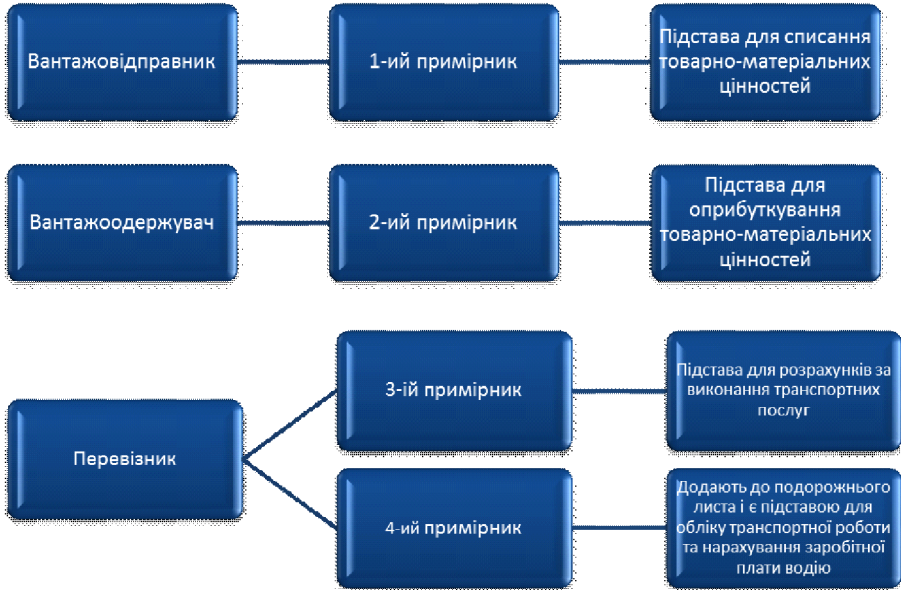 Вантажовідправник
1-ий примірник
Підстава для списання
товарно-матеріальних
цінностей
Вантажоодержувач
2-ий примірник
Підстава для
оприбуткування
товарно-матеріальних
цінностей
Перевізник
3-ій примірник
Підстава для розрахунків за
виконання транспортних
послуг
4-ий примірник
Додають до подорожнього
листа і є підставою для
обліку транспортної роботи
та нарахування заробітної
плати водію